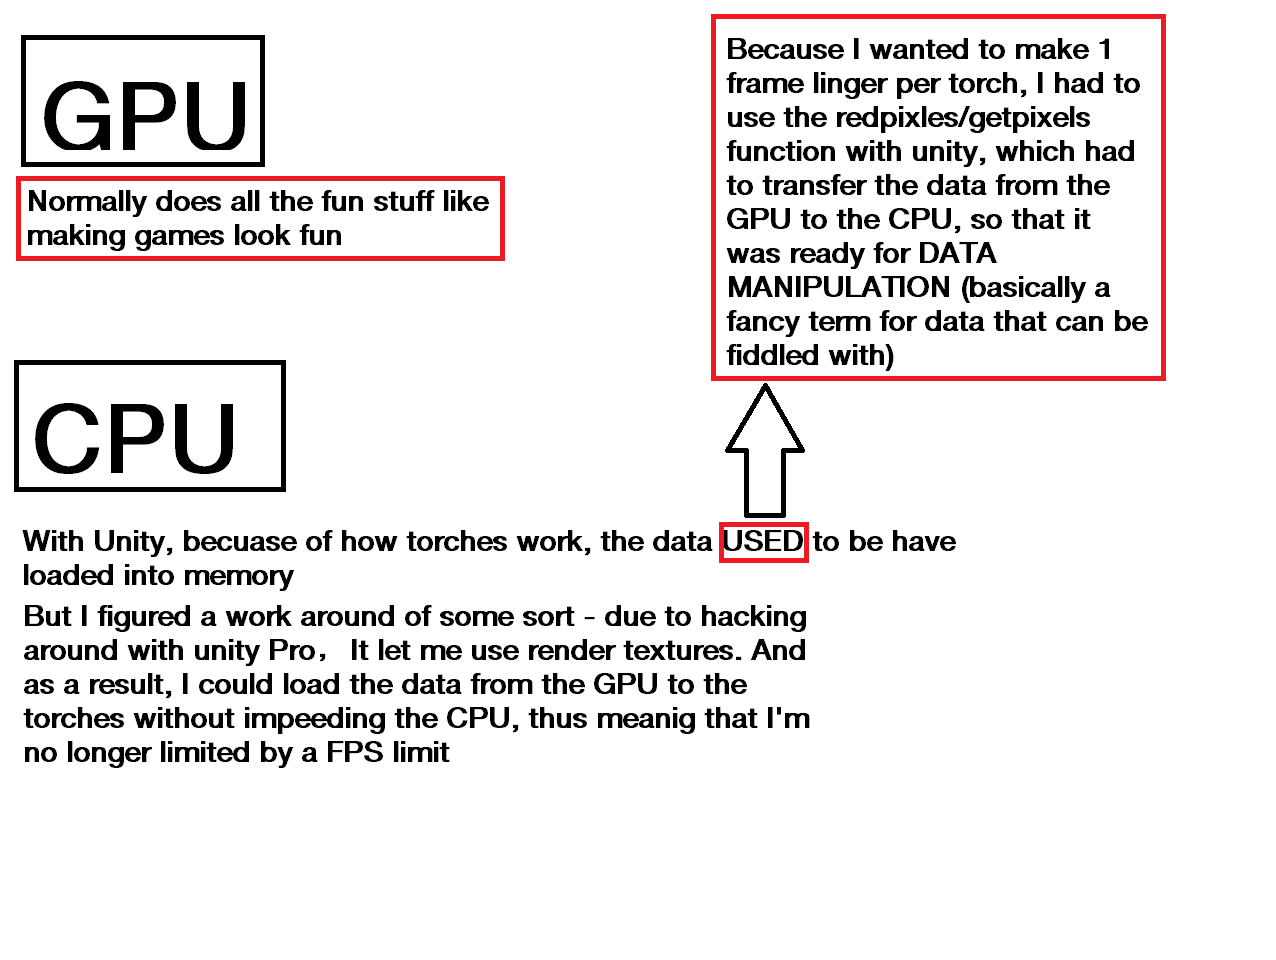 GPU
Normally does all the fun stuff like
making games look fun
Because I wanted to make 1
frame linger per torch, I had to
use the redpixles/getpixels
function with unity, which had
to transfer the data from the
GPU to the CPU, so that it
was ready for DATA
MANIPULATION (basically a
fancy term for data that can be
fiddled with)
CPU
With Unity, becuase of how torches work, the data USED to be have
loaded into memory
But I figured a work around of some sort - due to hacking
around with unity Pro， It let me use render textures. And
as a result, I could load the data from the GPU to the
torches without impeeding the CPU, thus meanig that I'm
no longer limited by a FPS limit